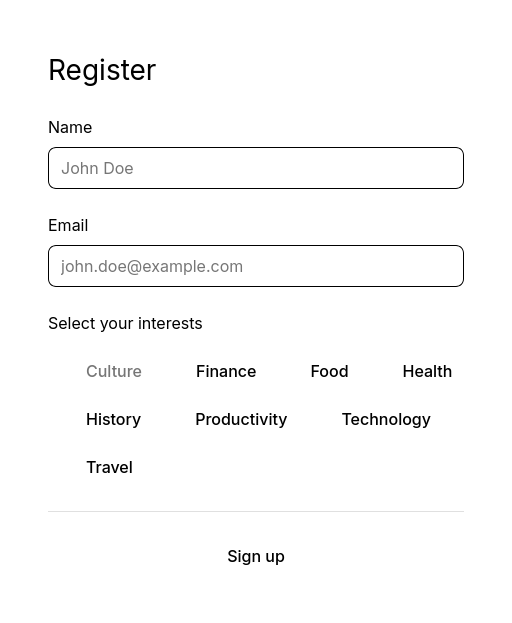 Register
Name
John Doe
Email
john.doe@example.com
Select your interests
Culture Finance Food Health
History Productivity Technology
Travel
Sign up